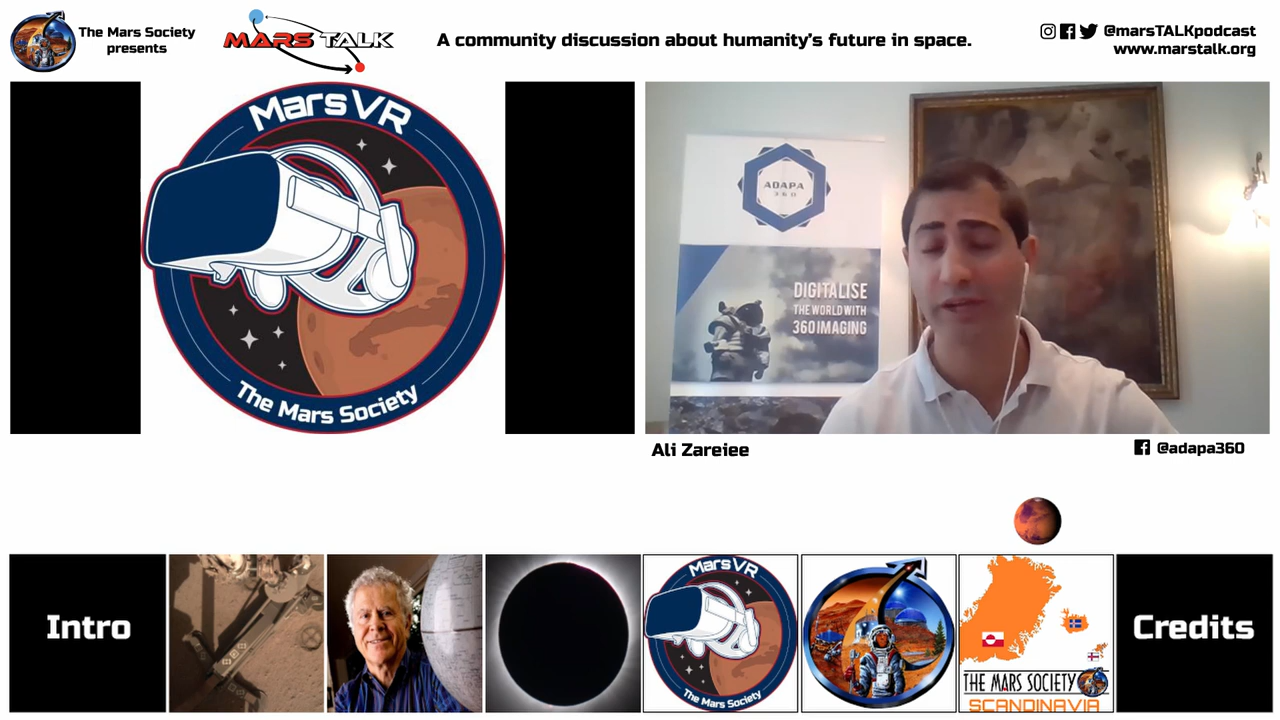 The Mars Society
presents
MARS TALK
A community discussion about humanity's future in space.
@marsTALKpodcast
www.marstalk.org
MarsVR
The Mars Society
ADAPA
360
DIGITALISE
THE WORLD WITH
360 IMAGING
Ali Zareiee
@adapa360
Intro
MarsVR
The Mars Society
THE MARS SOCIETY
SCANDINAVIA
Credits